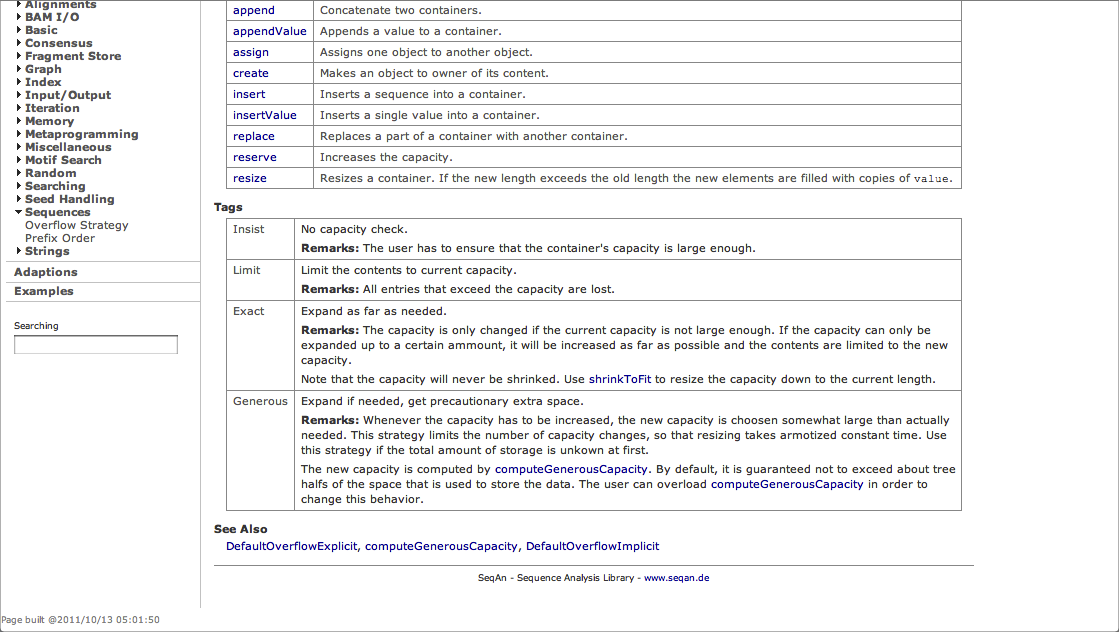 Alignments
BAM I/O
Basic
Consensus
Fragment Store
Graph
Index
Input/Output
Iteration
Memory
Metaprogramming
Miscellaneous
Motif Search
Random
Searching
Seed Handling
Sequences
Overflow Strategy
Prefix Order
Strings
Adaptions
Examples
Searching
append Concatenate two containers.
appendValue Appends a value to a container.
assign Assigns one object to another object.
create Makes an object to owner of its content.
insert Inserts a sequence into a container.
insertValue Inserts a single value into a container.
replace Replaces a part of a container with another container.
reserve Increases the capacity.
resize Resizes a container. If the new length exceeds the old length the new elements are filled with copies of value.
Tags
Insist No capacity check.
Remarks: The user has to ensure that the container's capacity is large enough.
Limit Limit the contents to current capacity.
Remarks: All entries that exceed the capacity are lost.
Exact Expand as far as needed.
Remarks: The capacity is only changed if the current capacity is not large enough. If the capacity can only be
expanded up to a certain ammount, it will be increased as far as possible and the contents are limited to the new
capacity.
Note that the capacity will never be shrinked. Use shrinkToFit to resize the capacity down to the current length.
Generous Expand if needed, get precautionary extra space.
Remarks: Whenever the capacity has to be increased, the new capacity is choosen somewhat large than actually
needed. This strategy limits the number of capacity changes, so that resizing takes armotized constant time. Use
this strategy if the total amount of storage is unkown at first.
The new capacity is computed by computeGenerousCapacity. By default, it is guaranteed not to exceed about tree
halfs of the space that is used to store the data. The user can overload computeGenerousCapacity in order to
change this behavior.
See Also
DefaultOverflowExplicit, computeGenerousCapacity, DefaultOverflowImplicit
SeqAn - Sequence Analysis Library - www.seqan.de
Page built @2011/10/13 05:01:50